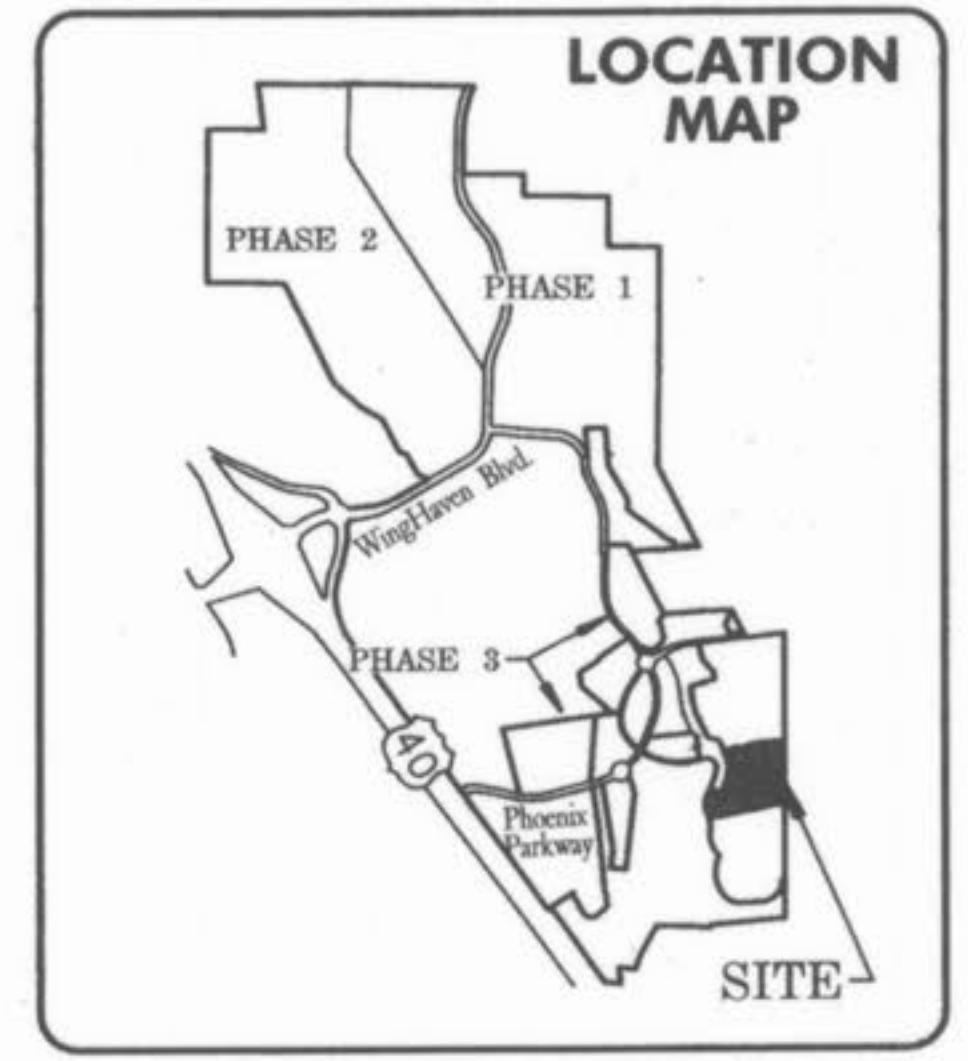 LOCATION
MAP
PHASE 2
PHASE 1
WingHaven Blvd.
PHASE 3
40
Phoenix
Parkway
SITE